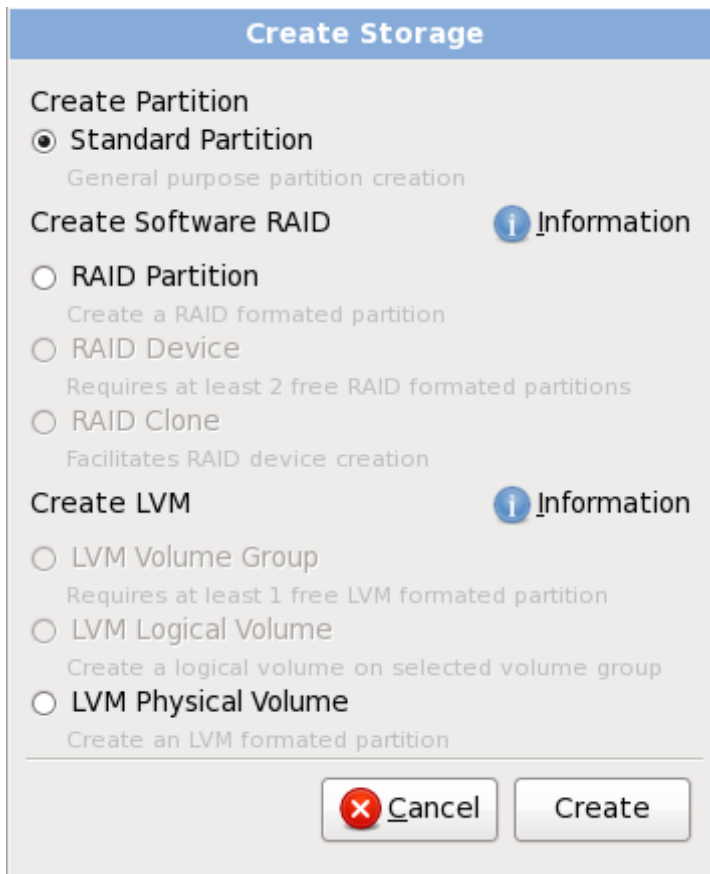 Create Storage
Create Partition
Standard Partition
General purpose partition creation
Create Software RAID Information
RAID Partition
Create a RAID formated partition
RAID Device
Requires at least 2 free RAID formated partitions
RAID Clone
Facilitates RAID device creation
Create LVM Information
LVM Volume Group
Requires at least 1 free LVM formated partition
LVM Logical Volume
Create a logical volume on selected volume group
LVM Physical Volume
Create an LVM formated partition
Cancel Create